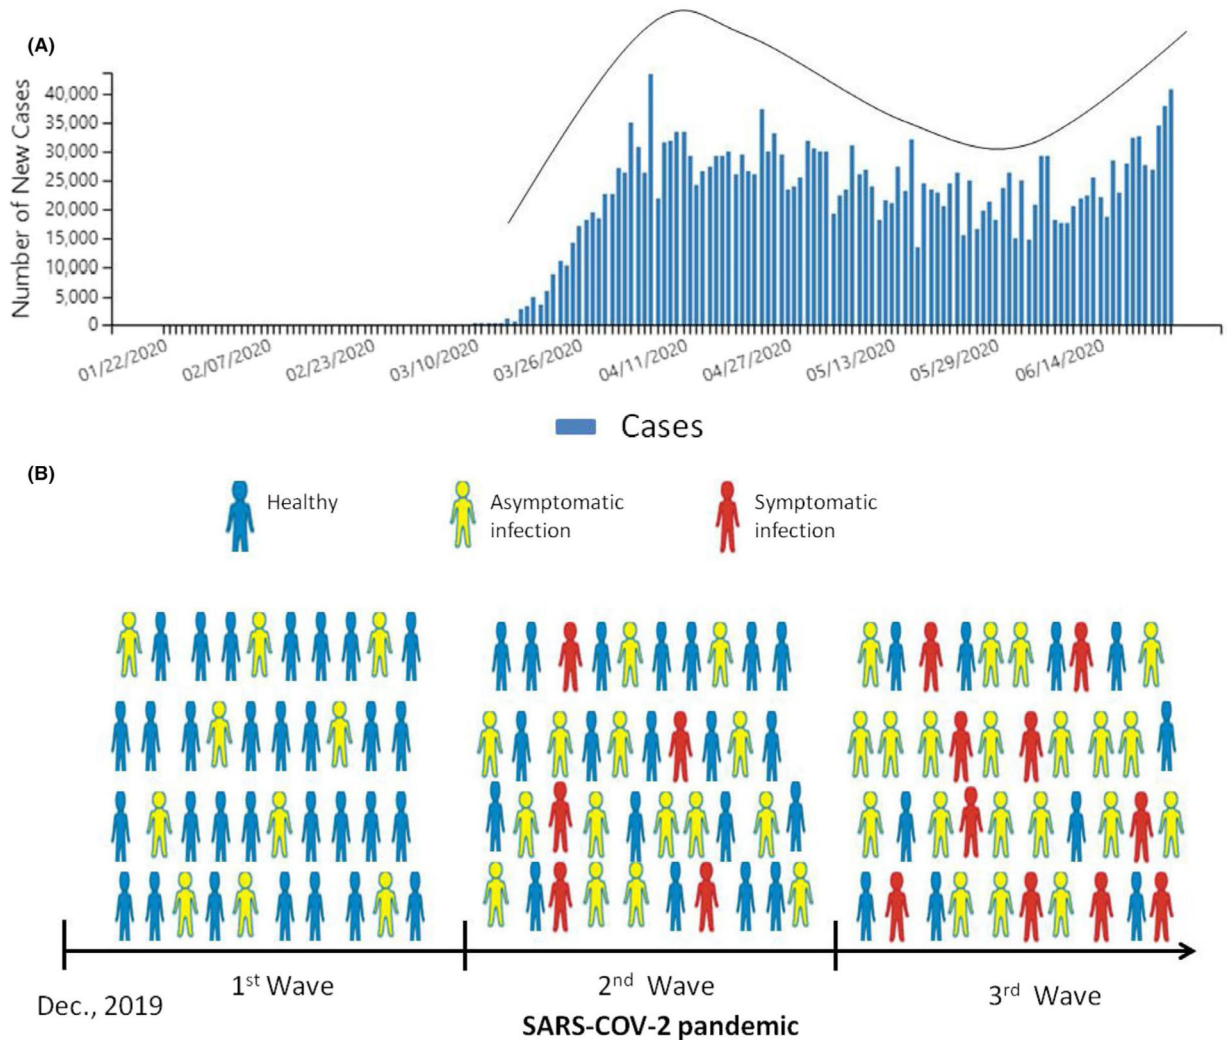 (A)
Number of New Cases
40,000
35,000
30,000
25,000
20,000
15,000
10,000
5,000
0
01/22/2020 02/07/2020 02/23/2020 03/10/2020 03/26/2020 04/11/2020 04/27/2020 05/13/2020 05/29/2020 06/14/2020
Cases
(B)
Healthy
Asymptomatic
infection
Symptomatic
infection
1st Wave 2nd Wave 3rd Wave
Dec., 2019
SARS-COV-2 pandemic